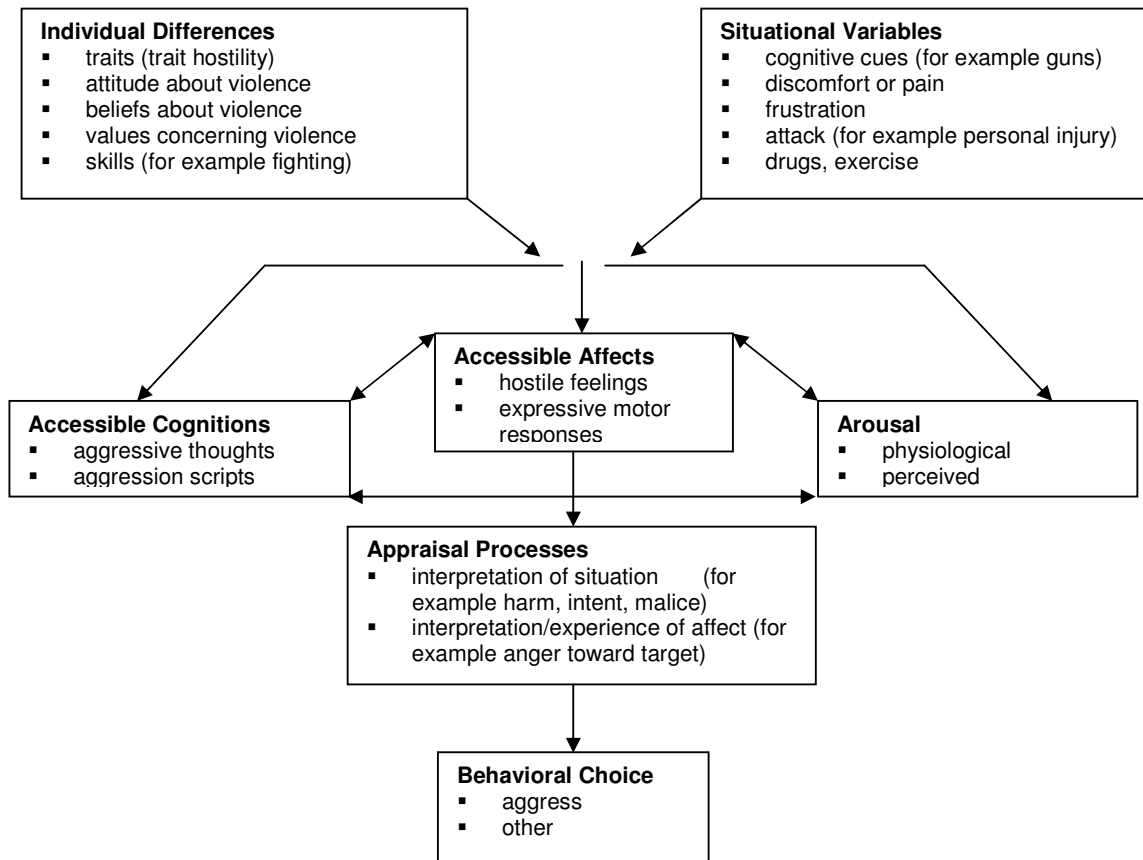 Individual Differences
▪ traits (trait hostility)
▪ attitude about violence
▪ beliefs about violence
▪ values concerning violence
▪ skills (for example fighting)
Situational Variables
▪ cognitive cues (for example guns)
▪ discomfort or pain
▪ frustration
▪ attack (for example personal injury)
▪ drugs, exercise
Accessible Affects
▪ hostile feelings
▪ expressive motor
responses
Accessible Cognitions
▪ aggressive thoughts
▪ aggression scripts
Arousal
▪ physiological
▪ perceived
Appraisal Processes
▪ interpretation of situation (for
example harm, intent, malice)
▪ interpretation/experience of affect (for
example anger toward target)
Behavioral Choice
▪ aggress
▪ other